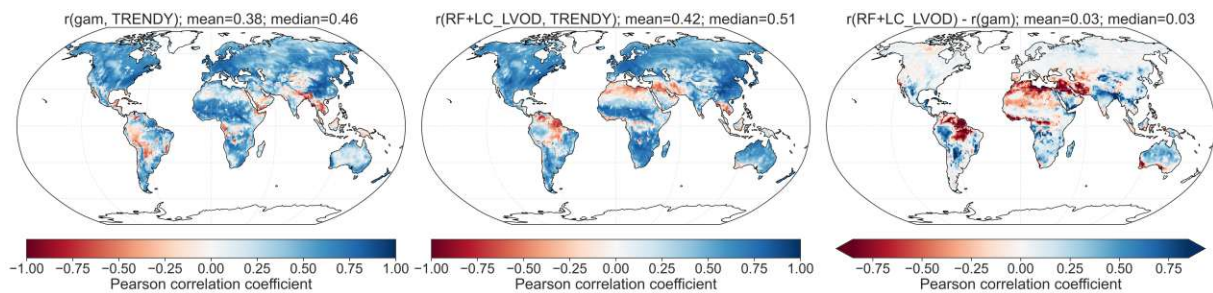 r(gam, TRENDY); mean=0.38; median=0.46
r(RF+LC_LVOD, TRENDY); mean=0.42; median=0.51
r(RF+LC_LVOD) - r(gam); mean=0.03; median=0.03
−1.00 −0.75 −0.50 −0.25 0.00 0.25 0.50 0.75 1.00
Pearson correlation coefficient
−1.00 −0.75 −0.50 −0.25 0.00 0.25 0.50 0.75 1.00
Pearson correlation coefficient
−0.75 −0.50 −0.25 0.00 0.25 0.50 0.75
Pearson correlation coefficient